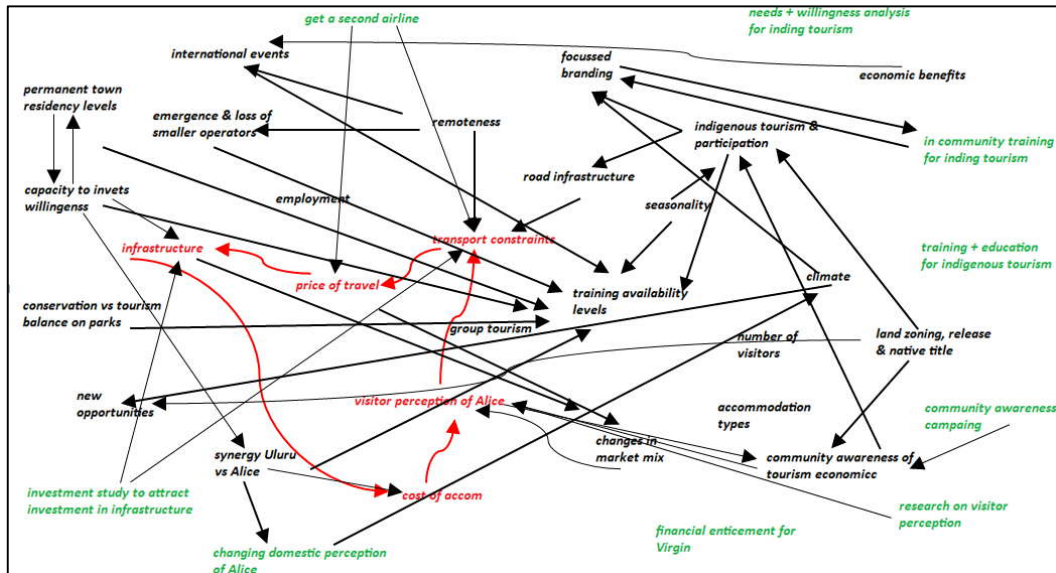 get a second airline
needs + willingness analysis
for inding tourism
international events
focussed
branding
economic benefits
permanent town
residency levels
emergence & loss of
smaller operators
remoteness
indigenous tourism &
participation
in community training
for inding tourism
capacity to invets
willingenss
employment
road infrastructure
seasonality
infrastructure
transport constraints
training + education
for indigenous tourism
price of travel
climate
training availability
levels
conservation vs tourism
balance on parks
group tourism
number of
visitors
land zoning, release
& native title
new
opportunities
visitor perception of Alice
accommodation
types
community awareness
campaing
changes in
market mix
synergy Uluru
vs Alice
community awareness of
tourism economicc
investment study to attract
investment in infrastructure
cost of accom
research on visitor
perception
financial enticement for
Virgin
changing domestic perception
of Alice